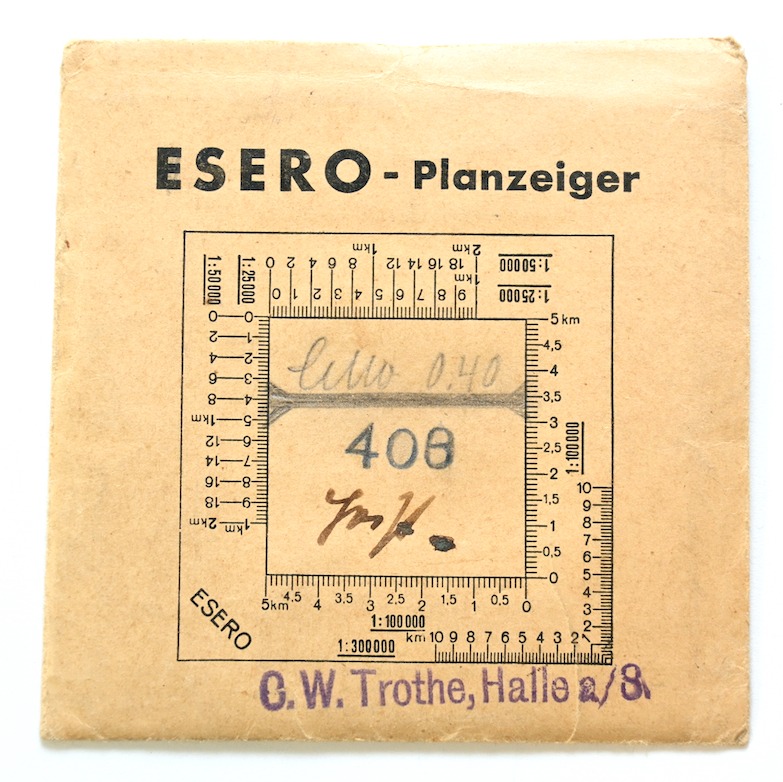 ESERO - Planzeiger
2km
1km
18 16 14 12
8 6 4 2 0
1:50000
1km
9 8 7 6 5 4 3 2 1 0
1:25000
1:50000
1:25000
0 0
2 1
4 2
6 3
8 4
1km 5
12 6
14 7
16 8
18 9
2km 1km
5km
4,5
4
3,5
3
2,5
2
1,5
1
0,5
0
1:100000
0.40
408
10
9
8
7
6
5
4
3
2
5km 4,5 4 3,5 3 2,5 2 1,5 1 0,5 0
1:100000
1:300000
km 10 9 8 7 6 5 4 3 2
ESERO
C.W. Trothe, Halle a/S.